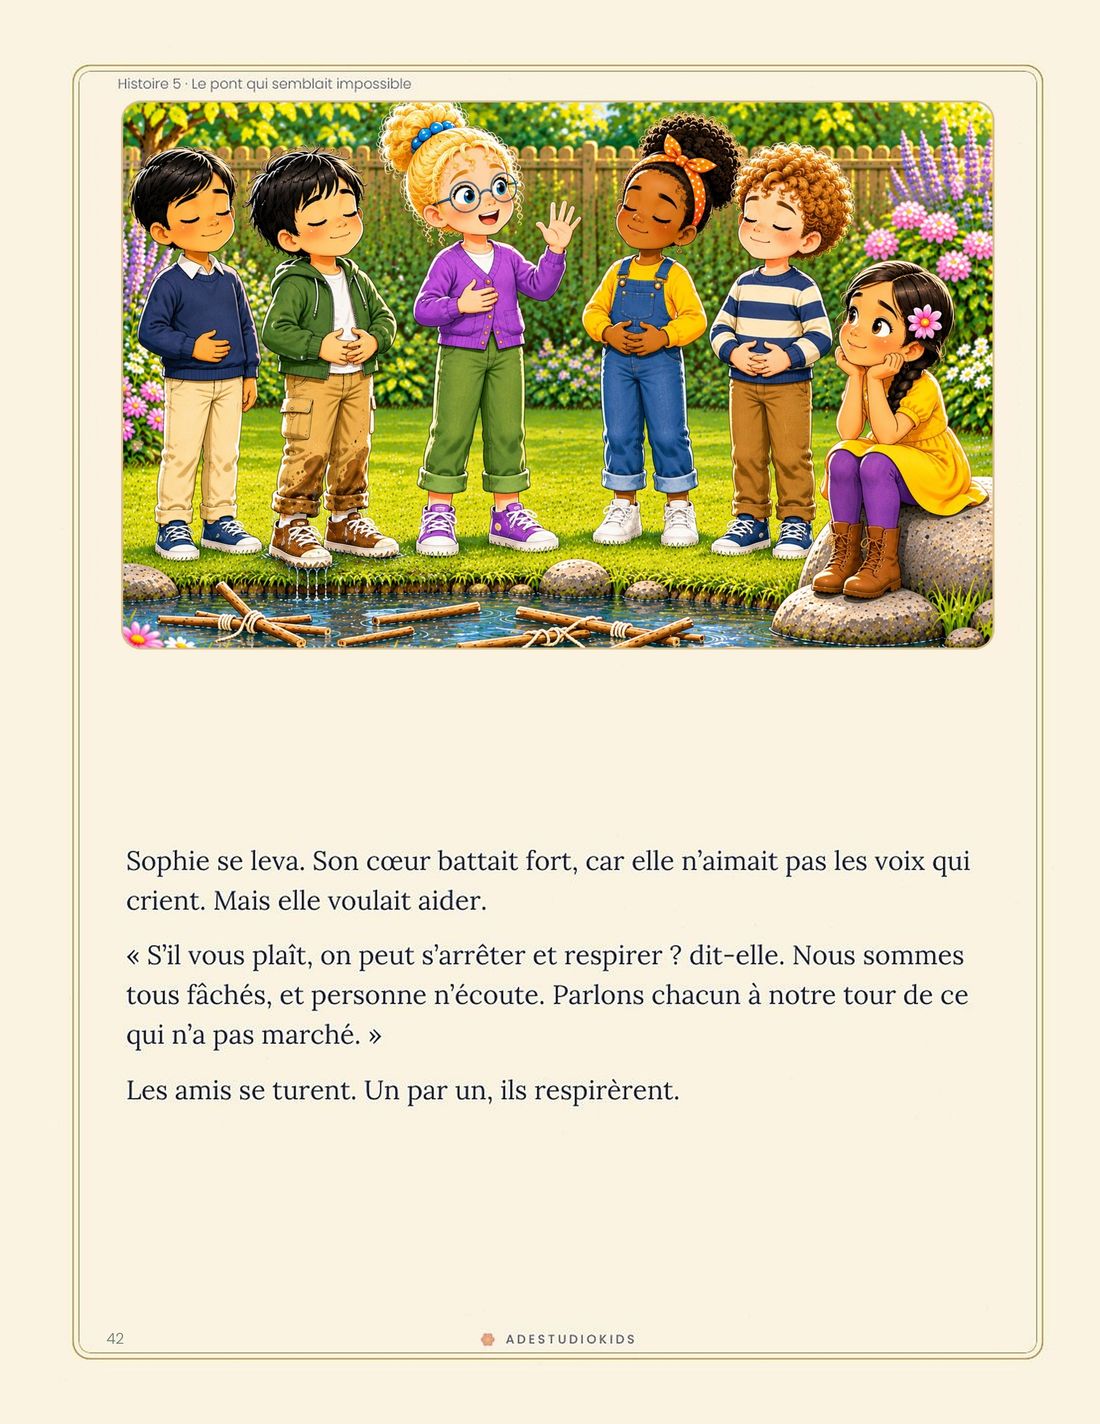 Histoire 5 · Le pont qui semblait impossible
Sophie se leva. Son cœur battait fort, car elle n’aimait pas les voix qui
crient. Mais elle voulait aider.
« S’il vous plaît, on peut s’arrêter et respirer ? dit-elle. Nous sommes
tous fâchés, et personne n’écoute. Parlons chacun à notre tour de ce
qui n’a pas marché. »
Les amis se turent. Un par un, ils respirèrent.
42
ADESTUDIOKIDS